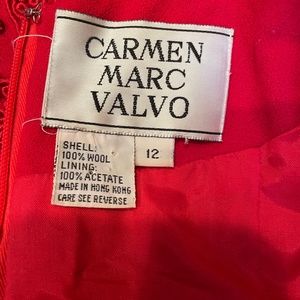 CARMEN
MARC
VALVO
SHELL:
100% WOOL
LINING:
100% ACETATE
MADE IN HONG KONG
CARE SEE REVERSE
12